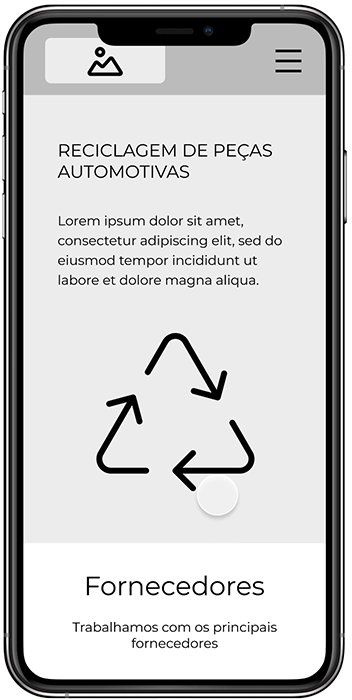 RECICLAGEM DE PEÇAS
AUTOMOTIVAS
Lorem ipsum dolor sit amet,
consectetur adipiscing elit, sed do
eiusmod tempor incididunt ut
labore et dolore magna aliqua.
Fornecedores
Trabalhamos com os principais
fornecedores